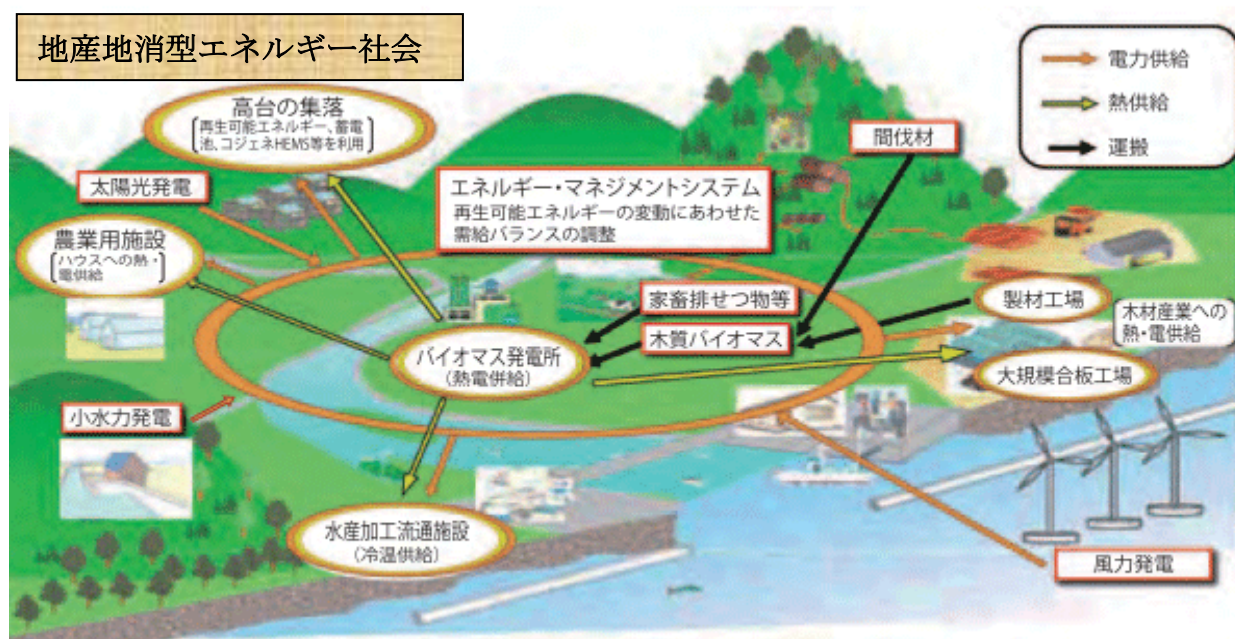 地産地消型エネルギー社会
電力供給
熱供給
運搬
高台の集落
再生可能エネルギー、蓄電
池、コジェネHEMS等を利用
間伐材
太陽光発電
エネルギー・マネジメントシステム
再生可能エネルギーの変動にあわせた
需給バランスの調整
農業用施設
ハウスへの熱・
電供給
家畜排せつ物等
製材工場
木材産業への
熱・電供給
木質バイオマス
バイオマス発電所
(熱電併給)
大規模合板工場
小水力発電
水産加工流通施設
(冷温供給)
風力発電